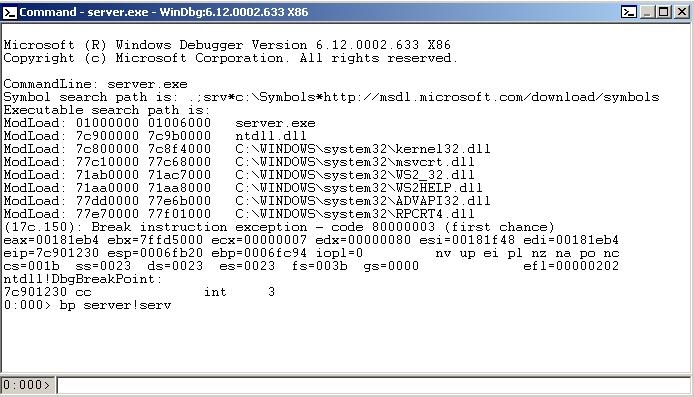 Command - server.exe - WinDbg:6.12.0002.633 X86
Microsoft (R) Windows Debugger Version 6.12.0002.633 X86
Copyright (c) Microsoft Corporation. All rights reserved.
CommandLine: server.exe
Symbol search path is: .;srv*c:\Symbols*http://msdl.microsoft.com/download/symbols
Executable search path is:
ModLoad: 01000000 01006000   server.exe
ModLoad: 7c900000 7c9b0000   ntdll.dll
ModLoad: 7c800000 7c8f4000   C:\WINDOWS\system32\kernel32.dll
ModLoad: 77c10000 77c68000   C:\WINDOWS\system32\msvcrt.dll
ModLoad: 71ab0000 71ac7000   C:\WINDOWS\system32\WS2_32.dll
ModLoad: 71aa0000 71aa8000   C:\WINDOWS\system32\WS2HELP.dll
ModLoad: 77dd0000 77e6b000   C:\WINDOWS\system32\ADVAPI32.dll
ModLoad: 77e70000 77f01000   C:\WINDOWS\system32\RPCRT4.dll
(17c.150): Break instruction exception - code 80000003 (first chance)
eax=00181eb4 ebx=7ffd5000 ecx=00000007 edx=00000080 esi=00181f48 edi=00181eb4
eip=7c901230 esp=0006fb20 ebp=0006fc94 iopl=0         nv up ei pl nz na po nc
cs=001b  ss=0023  ds=0023  es=0023  fs=003b  gs=0000             efl=00000202
ntdll!DbgBreakPoint:
7c901230 cc              int     3
0:000> bp server!serv
0:000>